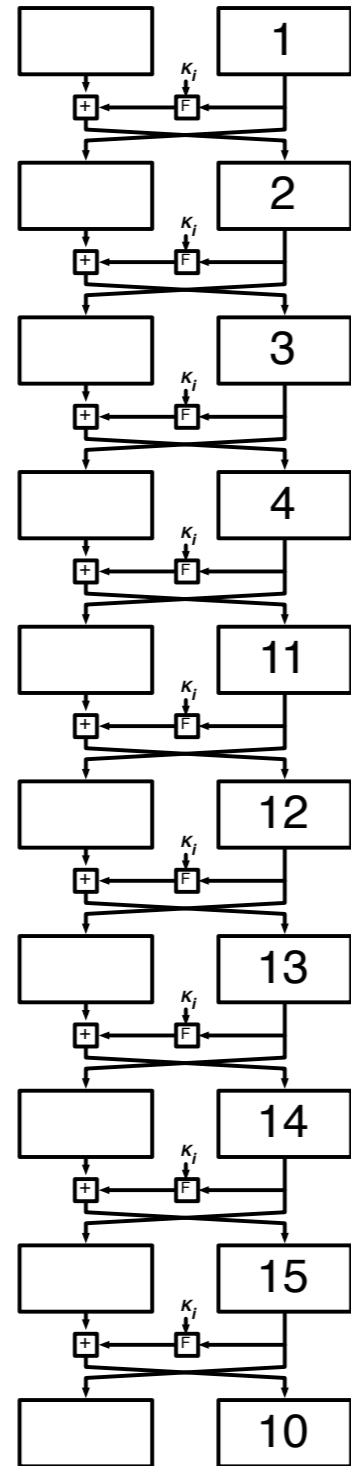 1
K_i
+ F
2
K_i
+ F
3
K_i
+ F
4
K_i
+ F
11
K_i
+ F
12
K_i
+ F
13
K_i
+ F
14
K_i
+ F
15
K_i
+ F
10